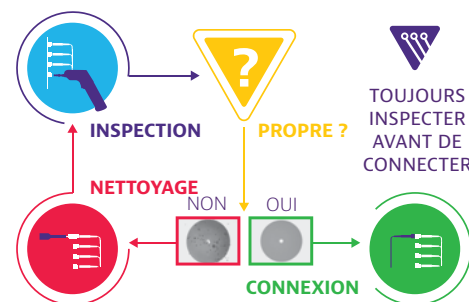 ?
INSPECTION
PROPRE ?
TOUJOURS
INSPECTER
AVANT DE
CONNECTER
NETTOYAGE
NON
OUI
CONNEXION